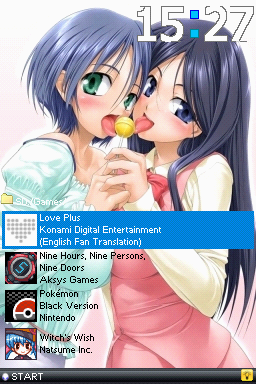 15:27
SD:/Games
Love Plus
Konami Digital Entertainment
(English Fan Translation)
Nine Hours, Nine Persons,
Nine Doors
Aksys Games
Pokémon
Black Version
Nintendo
Witch's Wish
Natsume Inc.
START